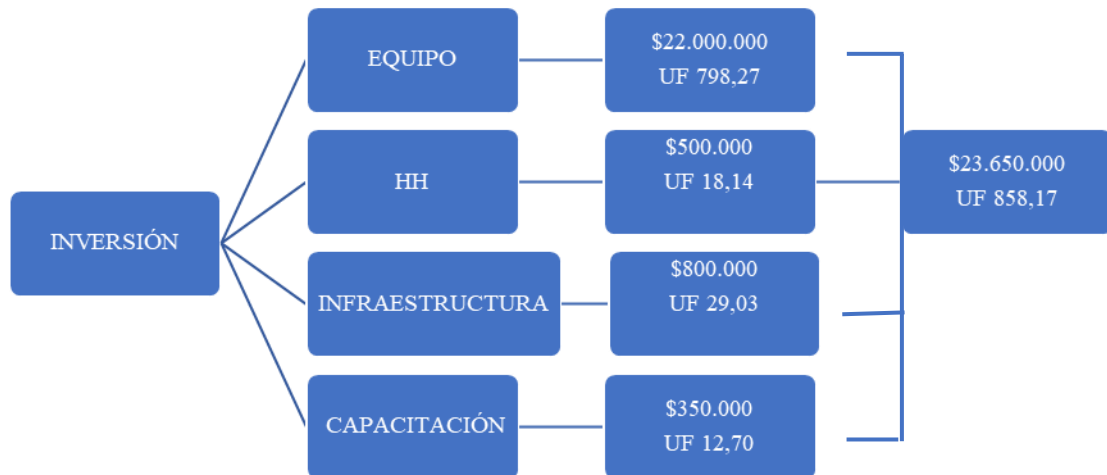 INVERSIÓN
EQUIPO
$22.000.000
UF 798,27
HH
$500.000
UF 18,14
INFRAESTRUCTURA
$800.000
UF 29,03
CAPACITACIÓN
$350.000
UF 12,70
$23.650.000
UF 858,17